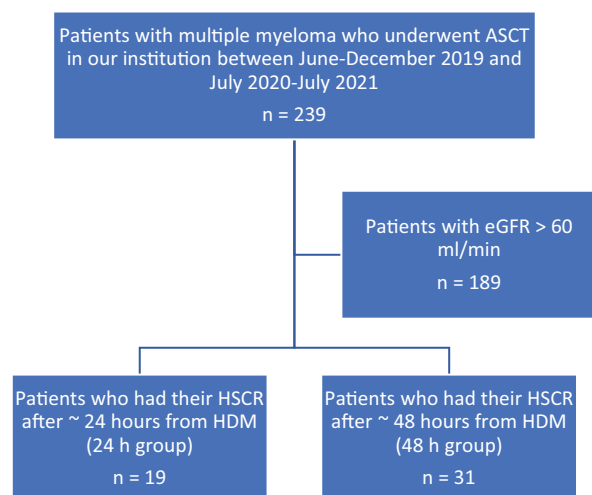 Patients with multiple myeloma who underwent ASCT
in our institution between June-December 2019 and
July 2020-July 2021
n = 239
Patients with eGFR > 60
ml/min
n = 189
Patients who had their HSCR
after ~ 24 hours from HDM
(24 h group)
n = 19
Patients who had their HSCR
after ~ 48 hours from HDM
(48 h group)
n = 31